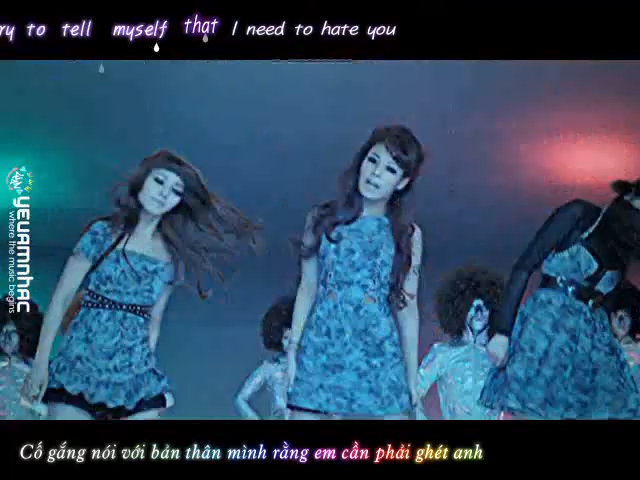 ry to tell myself that I need to hate you
YEUAMNHAC
where the music begins
Cố gắng nói với bản thân mình rằng em cần phải ghét anh